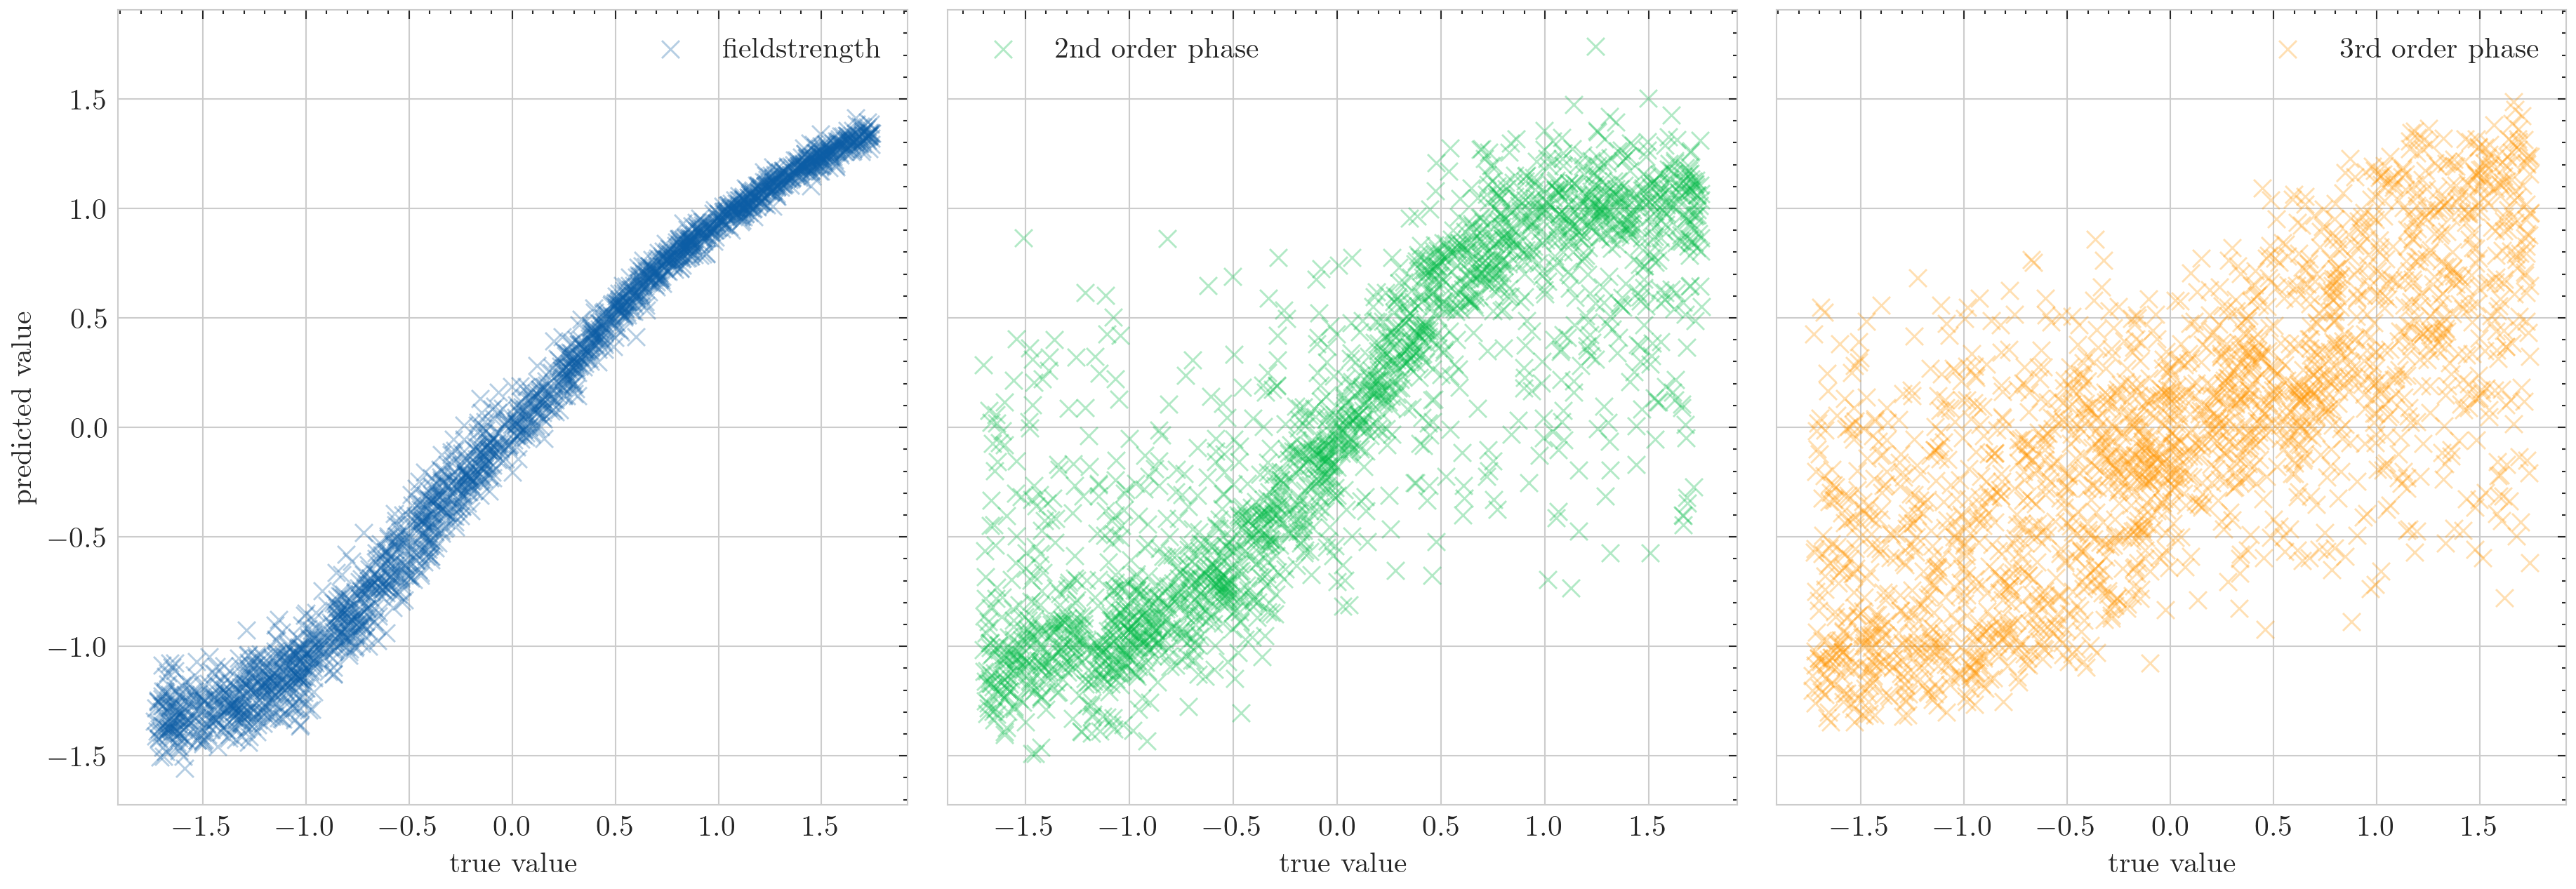 fieldstrength
2nd order phase
3rd order phase
predicted value
1.5
1.0
0.5
0.0
−0.5
−1.0
−1.5
−1.5 −1.0 −0.5 0.0 0.5 1.0 1.5
−1.5 −1.0 −0.5 0.0 0.5 1.0 1.5
−1.5 −1.0 −0.5 0.0 0.5 1.0 1.5
true value
true value
true value